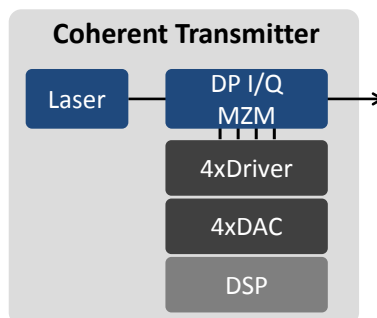 Coherent Transmitter
Laser
DP I/Q
MZM
4xDriver
4xDAC
DSP